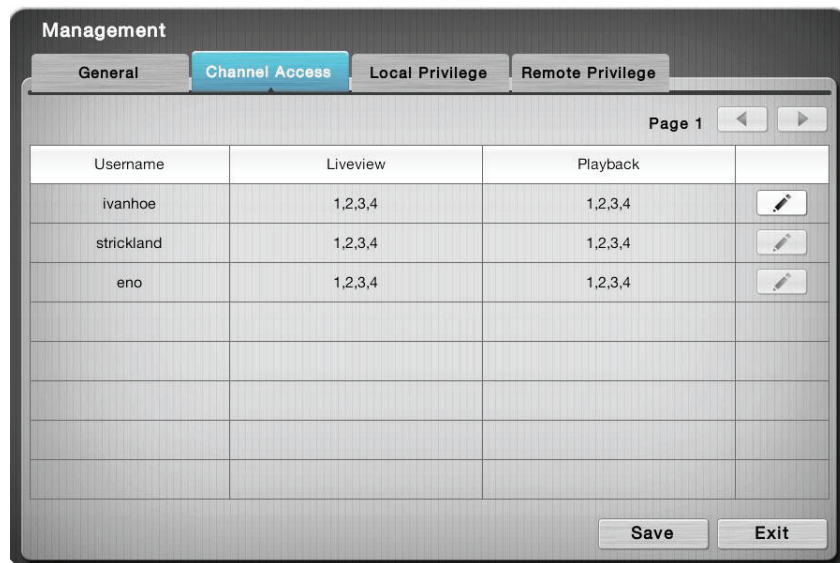 Management
General Channel Access Local Privilege Remote Privilege
Page 1
Username Liveview Playback
ivanhoe 1,2,3,4 1,2,3,4
strickland 1,2,3,4 1,2,3,4
eno 1,2,3,4 1,2,3,4
Save Exit